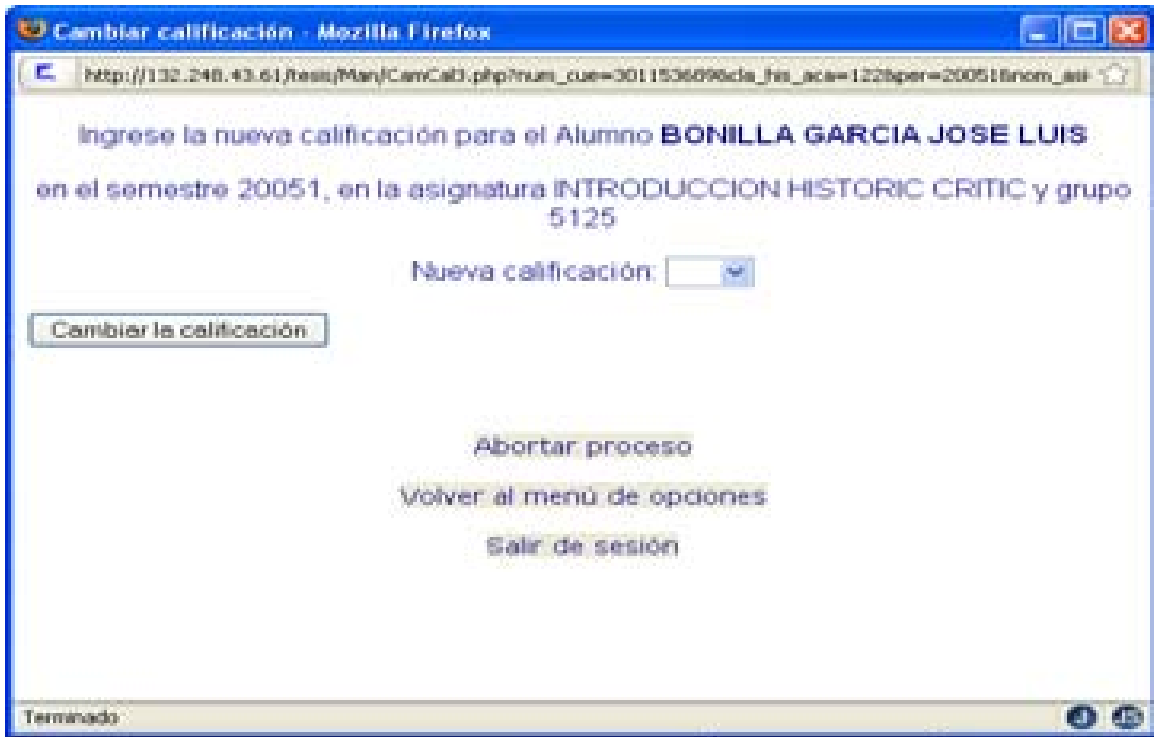 Cambiar calificación - Mozilla Firefox
http://132.248.43.61/tesis/Man/CamCal3.php?num_cue=301153609&cla_his_aca=122&per=20051&nom_asi
Ingrese la nueva calificación para el Alumno BONILLA GARCIA JOSE LUIS
en el semestre 20051, en la asignatura INTRODUCCION HISTORIC CRITIC y grupo
5125
Nueva calificación:
Cambiar la calificación
Abortar proceso
Volver al menú de opciones
Salir de sesión
Terminado